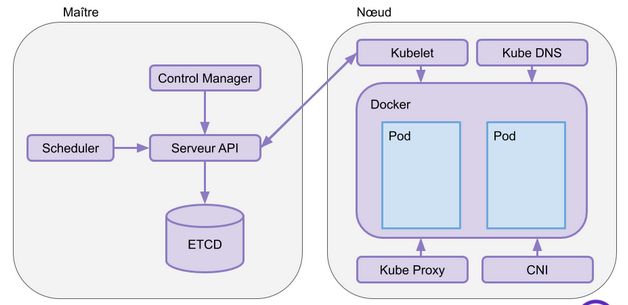 Maître
Nœud
Kubelet
Kube DNS
Control Manager
Docker
Scheduler
Serveur API
Pod
Pod
ETCD
Kube Proxy
CNI